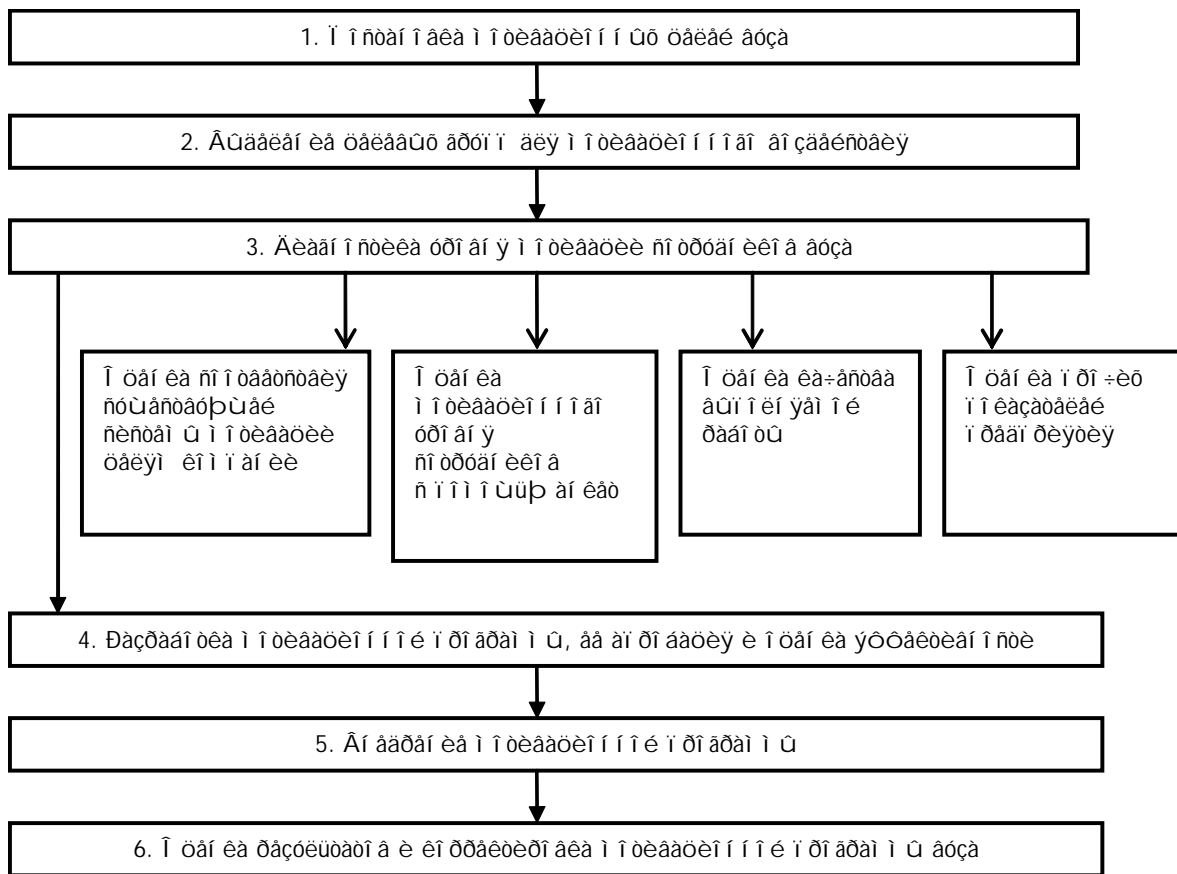 1. Ï î ñòàí î âêà ì î òèâàöèî í í ûõ öåëåé âóçà
2. Âûäåëåí èå öåëåâûõ ãðóï ï äëÿ ì î òèâàöèî í í î ãî âî çäåéñòâèÿ
3. Äèàãí î ñòèêà óðî âí ÿ ì î òèâàöèè ñî òðóäí èêî â âóçà
Î öåí êà ñî î òâåòñòâèÿ
ñóùåñòâóþùåé
ñèñòåì û ì î òèâàöèè
öåëÿì êî ì ï àí èè
Î öåí êà
ì î òèâàöèî í í î ãî
óðî âí ÿ
ñî òðóäí èêî â
ñ ï î ì î ùüþ àí êåò
Î öåí êà êà÷åñòâà
âûï î ëí ÿåì î é
ðàáî òû
Î öåí êà ï ðî ÷èõ
ï î êàçàòåëåé
ï ðåäï ðèÿòèÿ
4. Ðàçðàáî òêà ì î òèâàöèî í í î é ï ðî ãðàì ì û, åå àï ðî áàöèÿ è î öåí êà ýôôåêòèâí î ñòè
5. Âí åäðåí èå ì î òèâàöèî í í î é ï ðî ãðàì ì û
6. Î öåí êà ðåçóëüòàòî â è êî ððåêòèðî âêà ì î òèâàöèî í í î é ï ðî ãðàì ì û âóçà